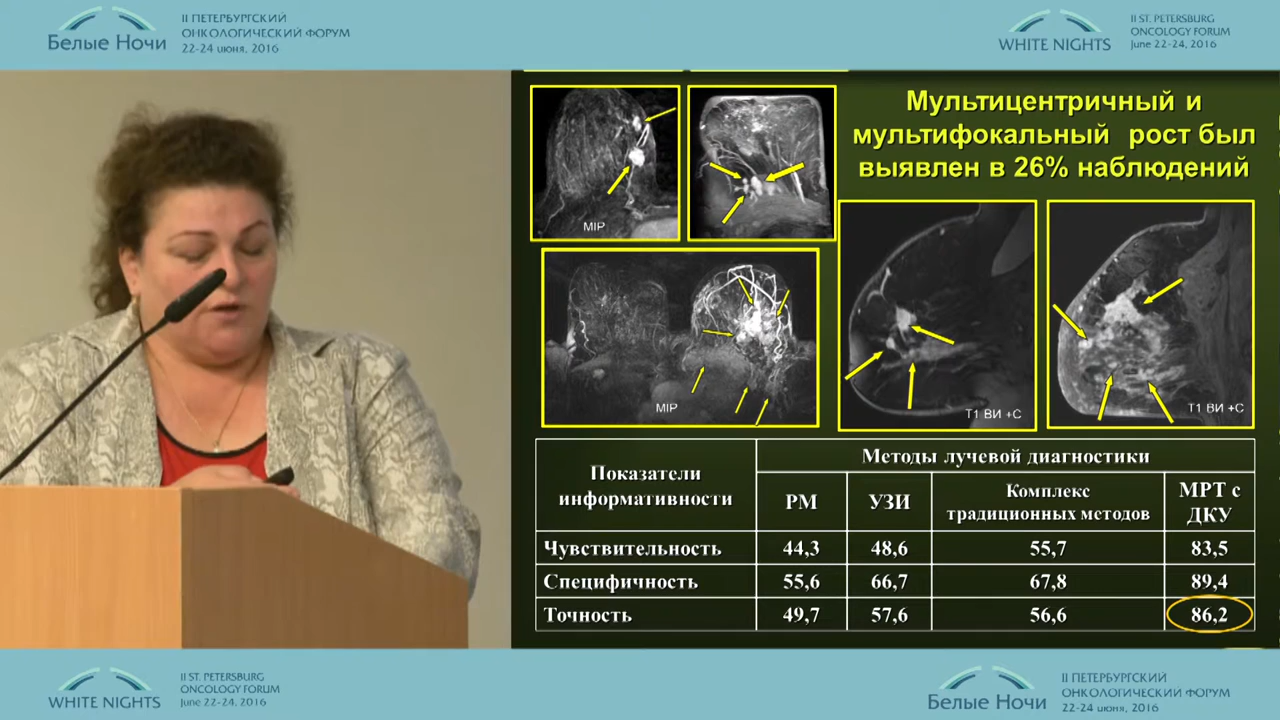 Белые Ночи
II ПЕТЕРБУРГСКИЙ
ОНКОЛОГИЧЕСКИЙ ФОРУМ
22-24 июня, 2016
WHITE NIGHTS
II ST. PETERSBURG
ONCOLOGY FORUM
June 22-24, 2016
Мультицентричный и
мультифокальный рост был
выявлен в 26% наблюдений
MIP
MIP
Т1 ВИ +С
Т1 ВИ +С
Показатели
информативности
Методы лучевой диагностики
РМ
УЗИ
Комплекс
традиционных методов
МРТ с
ДКУ
Чувствительность 44,3 48,6 55,7 83,5
Специфичность 55,6 66,7 67,8 89,4
Точность 49,7 57,6 56,6 86,2
WHITE NIGHTS
II ST. PETERSBURG
ONCOLOGY FORUM
June 22-24, 2016
Белые Ночи
II ПЕТЕРБУРГСКИЙ
ОНКОЛОГИЧЕСКИЙ ФОРУМ
22-24 июня, 2016